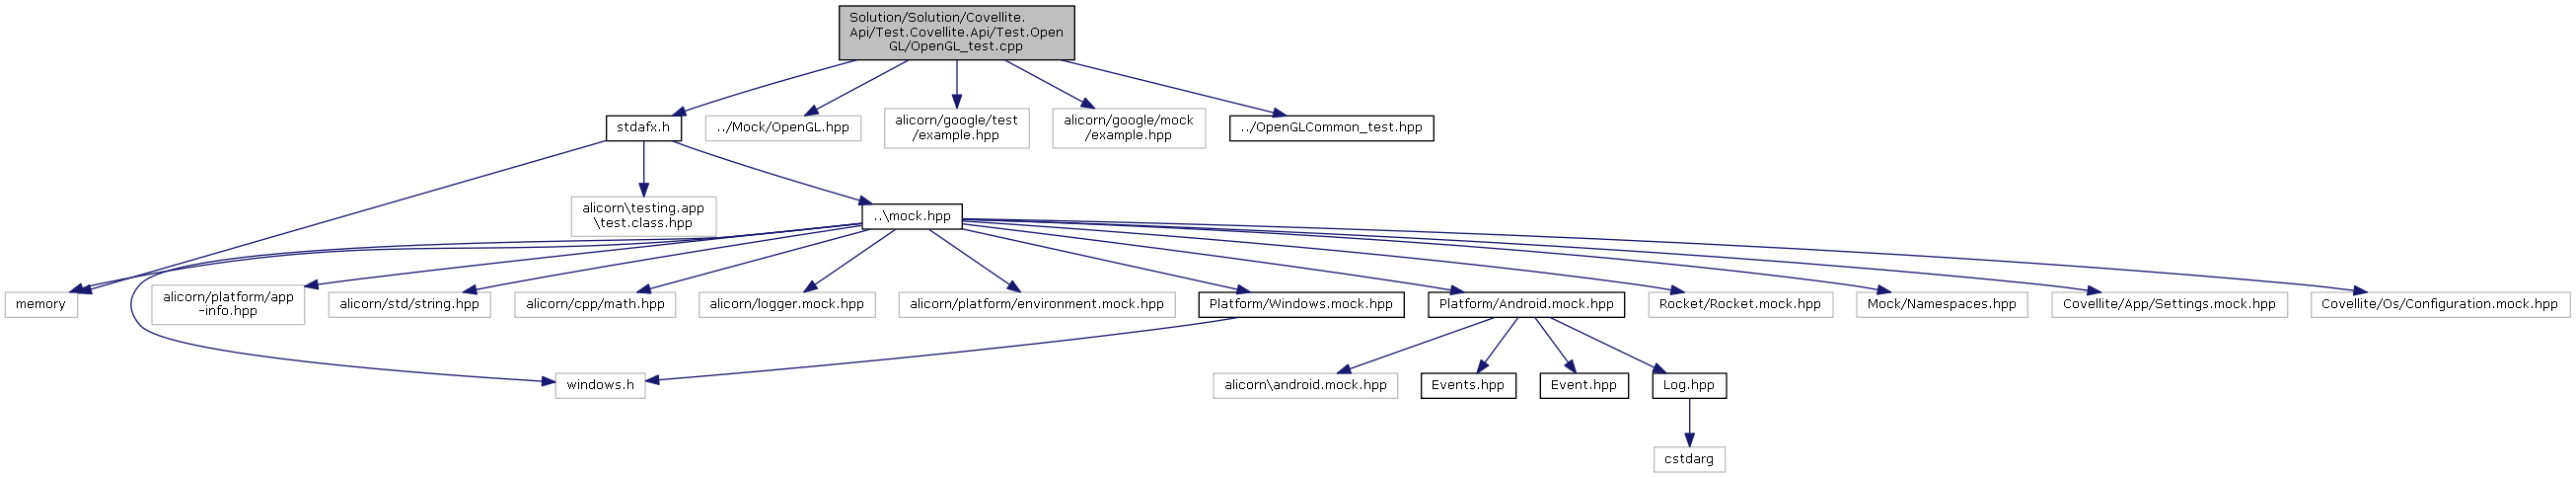 Solution/Solution/Covellite.
Api/Test.Covellite.Api/Test.Open
GL/OpenGL_test.cpp
stdafx.h
../Mock/OpenGL.hpp
alicorn/google/test
/example.hpp
alicorn/google/mock
/example.hpp
../OpenGLCommon_test.hpp
alicorn\testing.app
\test.class.hpp
..\mock.hpp
memory
alicorn/platform/app
-info.hpp
alicorn/std/string.hpp
alicorn/cpp/math.hpp
alicorn/logger.mock.hpp
alicorn/platform/environment.mock.hpp
Platform/Windows.mock.hpp
Platform/Android.mock.hpp
Rocket/Rocket.mock.hpp
Mock/Namespaces.hpp
Covellite/App/Settings.mock.hpp
Covellite/Os/Configuration.mock.hpp
windows.h
alicorn\android.mock.hpp
Events.hpp
Event.hpp
Log.hpp
cstdarg